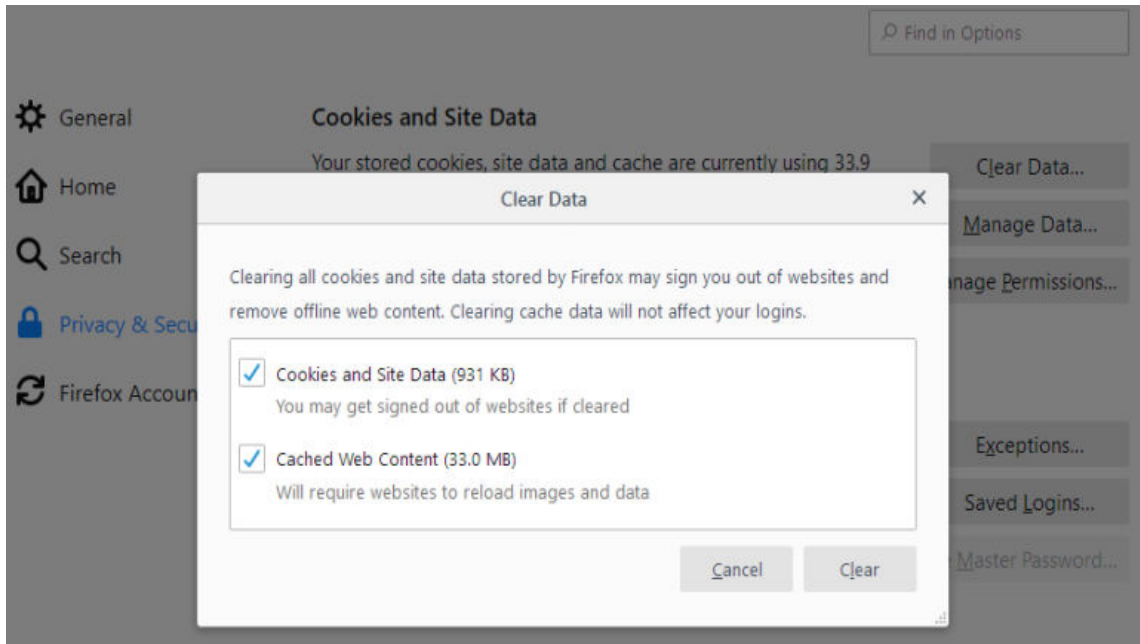 Find in Options
General
Cookies and Site Data
Your stored cookies, site data and cache are currently using 33.9
Clear Data...
Home
Clear Data
Manage Data...
Search
Clearing all cookies and site data stored by Firefox may sign you out of websites and
remove offline web content. Clearing cache data will not affect your logins.
Permissions...
Privacy & Secu
Cookies and Site Data (931 KB)
You may get signed out of websites if cleared
Firefox Accoun
Cached Web Content (33.0 MB)
Will require websites to reload images and data
Exceptions...
Saved Logins...
Cancel
Clear
Master Password...